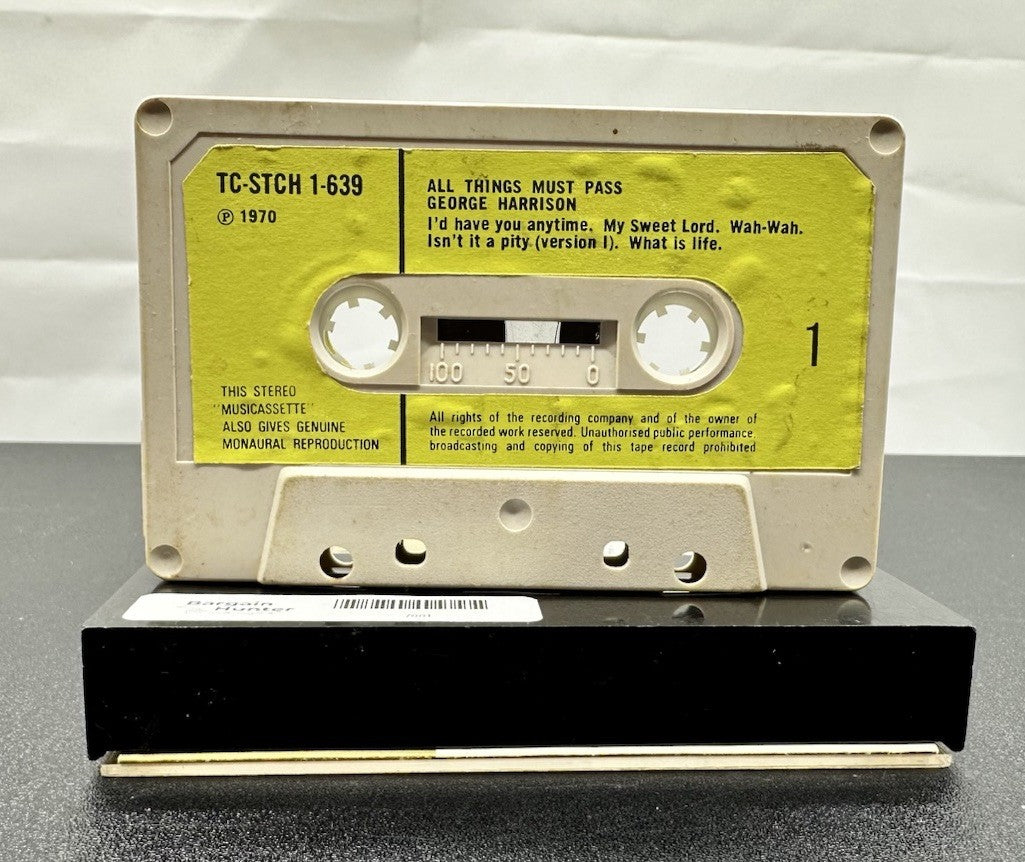 TC-STCH 1-639
Ⓟ 1970
ALL THINGS MUST PASS
GEORGE HARRISON
I'd have you anytime. My Sweet Lord. Wah-Wah.
Isn't it a pity (version I). What is life.
1
100 50 0
THIS STEREO
"MUSICASSETTE"
ALSO GIVES GENUINE
MONAURAL REPRODUCTION
All rights of the recording company and of the owner of
the recorded work reserved. Unauthorised public performance,
broadcasting and copying of this tape record prohibited
Bargain
Hunter